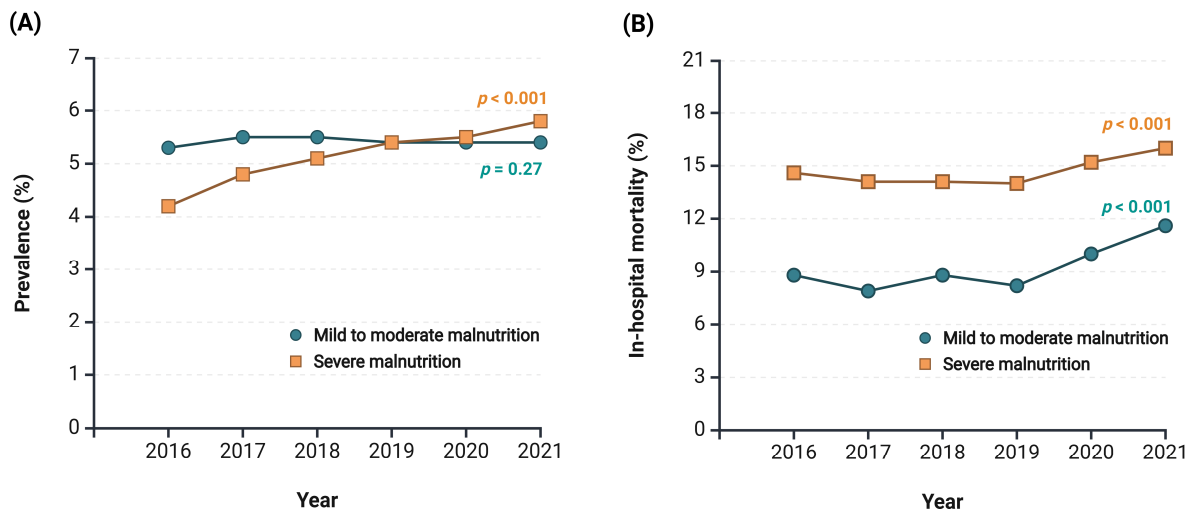 (A)
7
6
5
4
3
2
1
0
Prevalence (%)
p < 0.001
p = 0.27
Mild to moderate malnutrition
Severe malnutrition
2016 2017 2018 2019 2020 2021
Year
(B)
21
18
15
12
9
6
3
0
In-hospital mortality (%)
p < 0.001
p < 0.001
Mild to moderate malnutrition
Severe malnutrition
2016 2017 2018 2019 2020 2021
Year